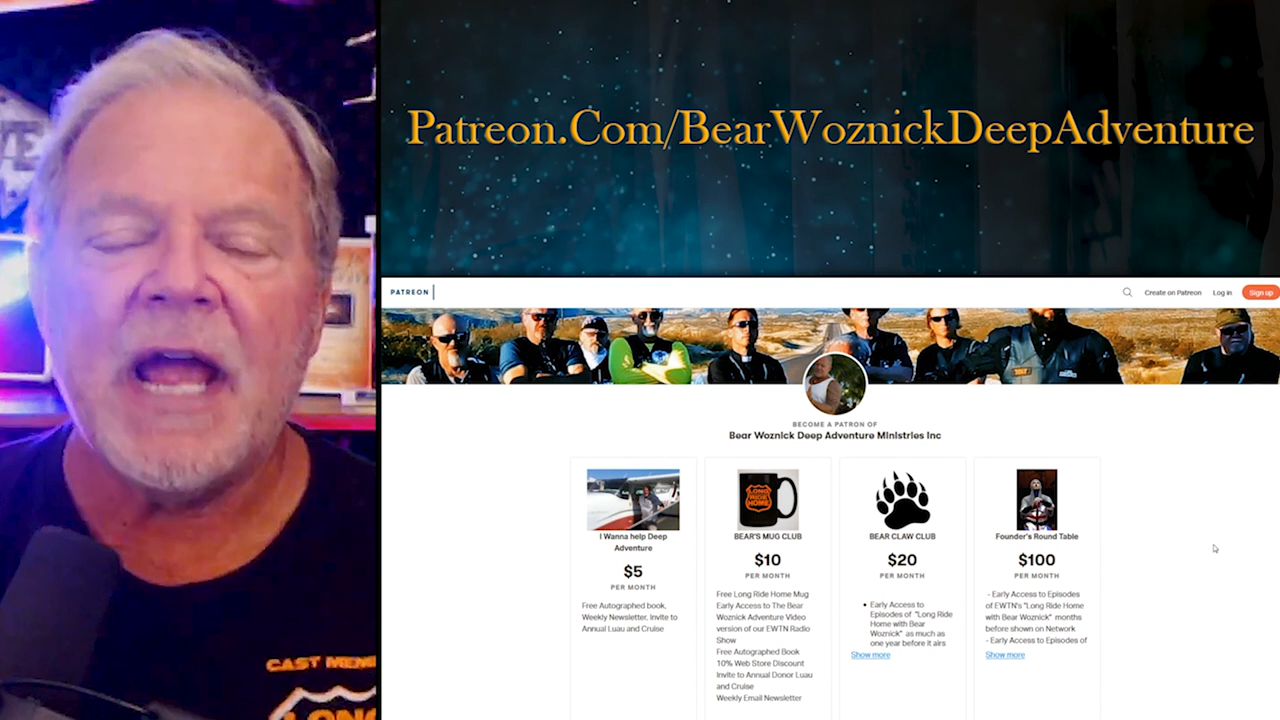 Patreon.Com/BearWoznickDeepAdventure
PATREON
Create on Patreon
Log in
Sign up
BECOME A PATRON OF
Bear Woznick Deep Adventure Ministries Inc
I Wanna help Deep
Adventure
$5
PER MONTH
Free Autographed book,
Weekly Newsletter, Invite to
Annual Luau and Cruise
LONG
RIDE
HOME
BEAR'S MUG CLUB
$10
PER MONTH
Free Long Ride Home Mug
Early Access to The Bear
Woznick Adventure Video
version of our EWTN Radio
Show
Free Autographed Book
10% Web Store Discount
Invite to Annual Donor Luau
and Cruise
Weekly Email Newsletter
BEAR CLAW CLUB
$20
PER MONTH
Early Access to
Episodes of "Long Ride
Home with Bear
Woznick" as much as
one year before it airs
Show more
Founder's Round Table
$100
PER MONTH
- Early Access to Episodes
of EWTN's "Long Ride Home
with Bear Woznick" months
before shown on Network
- Early Access to Episodes of
Show more
CAST MEM
LONG